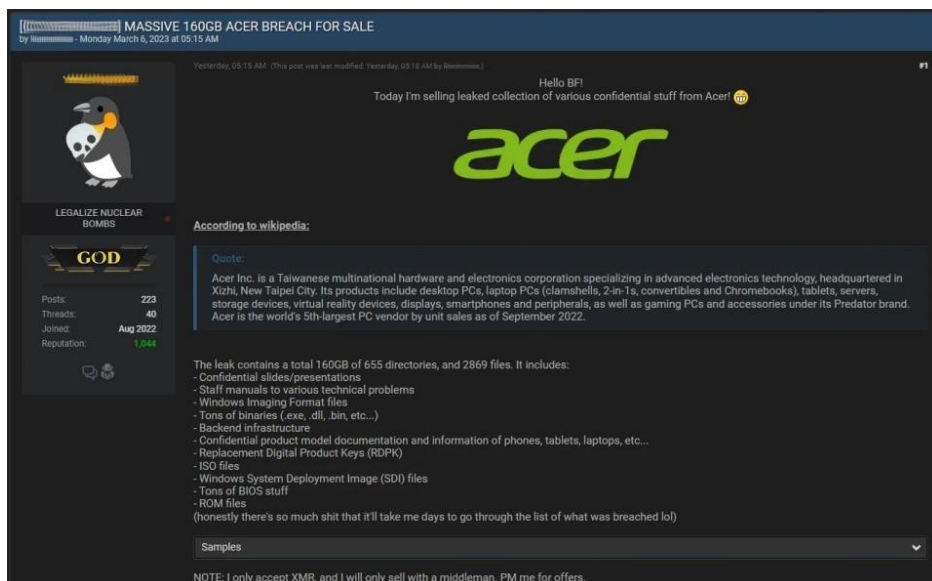 MASSIVE 160GB ACER BREACH FOR SALE
by - Monday March 6, 2023 at 05:15 AM
Yesterday, 05:15 AM (This post was last modified: Yesterday, 05:16 AM by
#1
Hello BF!
Today I'm selling leaked collection of various confidential stuff from Acer!
acer
LEGALIZE NUCLEAR
BOMBS
GOD
Posts: 223
Threads: 40
Joined: Aug 2022
Reputation: 1,044
According to wikipedia:
Quote:
Acer Inc. is a Taiwanese multinational hardware and electronics corporation specializing in advanced electronics technology, headquartered in
Xizhi, New Taipei City. Its products include desktop PCs, laptop PCs (clamshells, 2-in-1s, convertibles and Chromebooks), tablets, servers,
storage devices, virtual reality devices, displays, smartphones and peripherals, as well as gaming PCs and accessories under its Predator brand.
Acer is the world's 5th-largest PC vendor by unit sales as of September 2022.
The leak contains a total 160GB of 655 directories, and 2869 files. It includes:
- Confidential slides/presentations
- Staff manuals to various technical problems
- Windows Imaging Format files
- Tons of binaries (.exe, .dll, .bin, etc...)
- Backend infrastructure
- Confidential product model documentation and information of phones, tablets, laptops, etc...
- Replacement Digital Product Keys (RDPK)
- ISO files
- Windows System Deployment Image (SDI) files
- Tons of BIOS stuff
- ROM files
(honestly there's so much shit that it'll take me days to go through the list of what was breached lol)
Samples
NOTE: I only accept XMR, and I will only sell with a middleman. PM me for offers.